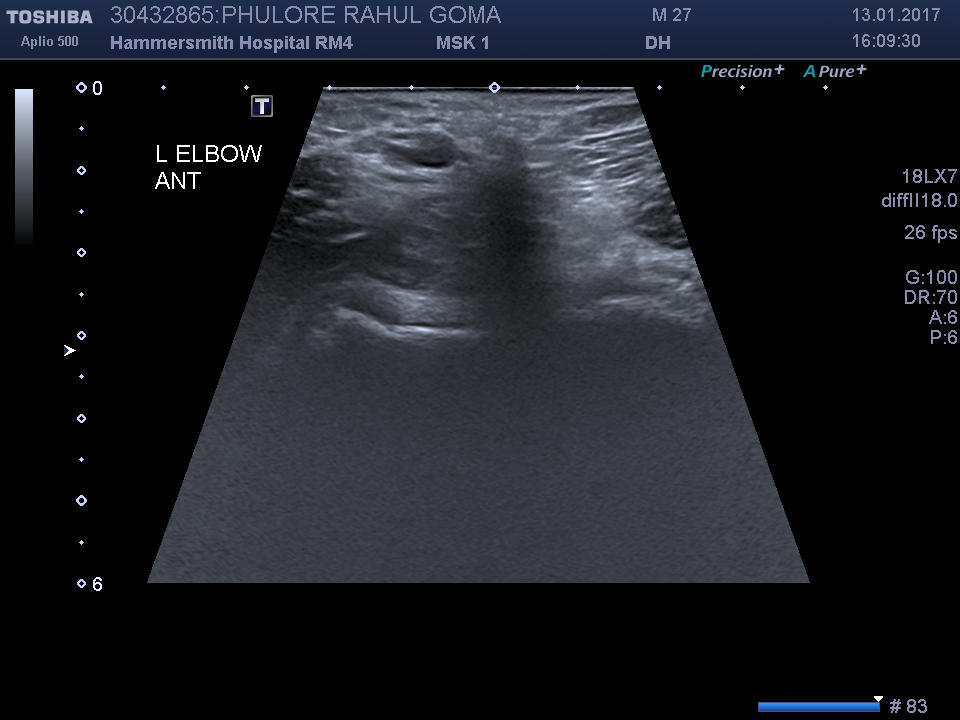 TOSHIBA 30432865:PHULORE RAHUL GOMA M 27 13.01.2017
Aplio 500 Hammersmith Hospital RM4 MSK 1 DH 16:09:30
Precision+ A Pure+
0
T
L ELBOW
ANT
18LX7
diffII18.0
26 fps
G:100
DR:70
A:6
P:6
6
# 83